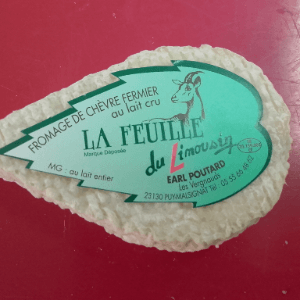 FROMAGE DE CHÈVRE FERMIER
au lait cru
LA FEUILLE
Marque Déposée
du Limousin
MG : au lait entier
EARL POUTARD
Les Vergnauds
23130 PUYMALSIGNAT